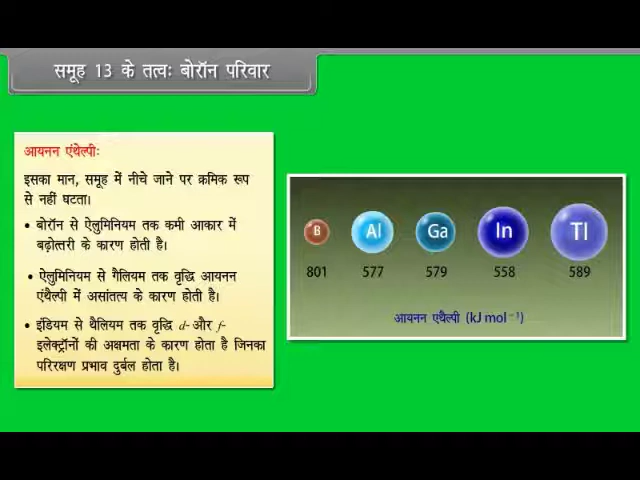 समूह 13 के तत्व: बोरॉन परिवार
आयनन एंथेल्पी:
इसका मान, समूह में नीचे जाने पर क्रमिक रूप
से नहीं घटता।
• बोरॉन से ऐलुमिनियम तक कमी आकार में
बढ़ोत्तरी के कारण होती है।
• ऐलुमिनियम से गैलियम तक वृद्धि आयनन
एंथेल्पी में असांतत्य के कारण होती है।
• इंडियम से थैलियम तक वृद्धि d- और f-
इलेक्ट्रॉनों की अक्षमता के कारण होता है जिनका
परिरक्षण प्रभाव दुर्बल होता है।
B Al Ga In Tl
801 577 579 558 589
आयनन एथैल्पी (kJ mol⁻¹)